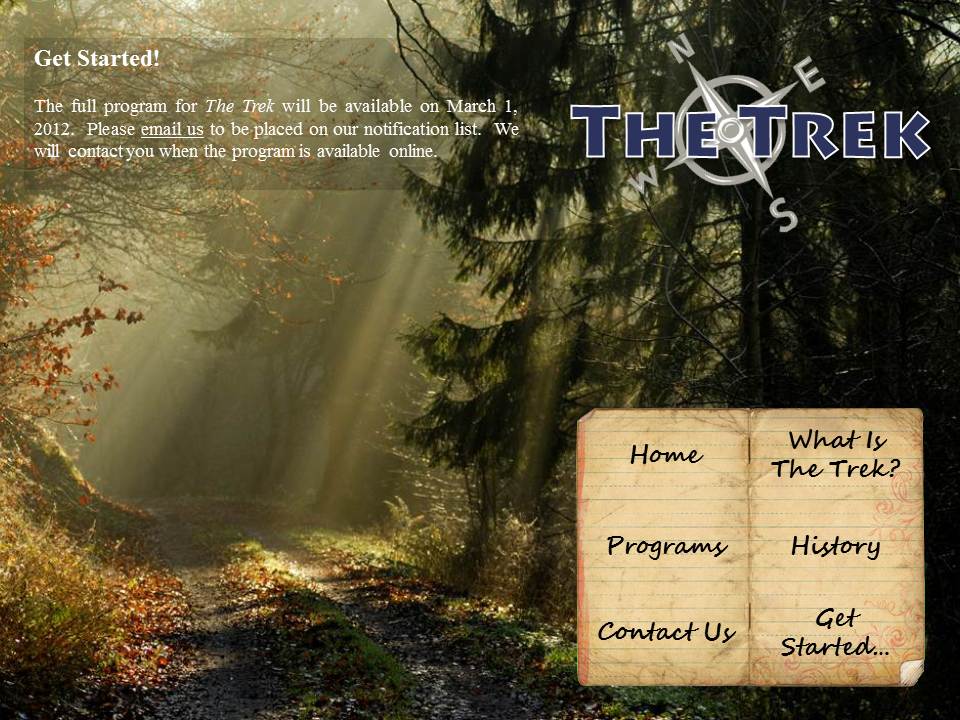 Get Started!
The full program for The Trek will be available on March 1,
2012. Please email us to be placed on our notification list. We
will contact you when the program is available online.
N
E
THE TREK
W
S
Home
What Is
The Trek?
Programs
History
Contact Us
Get
Started...